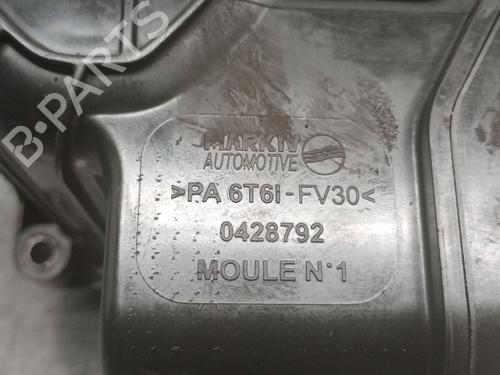 B-PARTS
MARKIV
AUTOMOTIVE
>PA 6T6I-FV30<
0428792
MOULE N°1